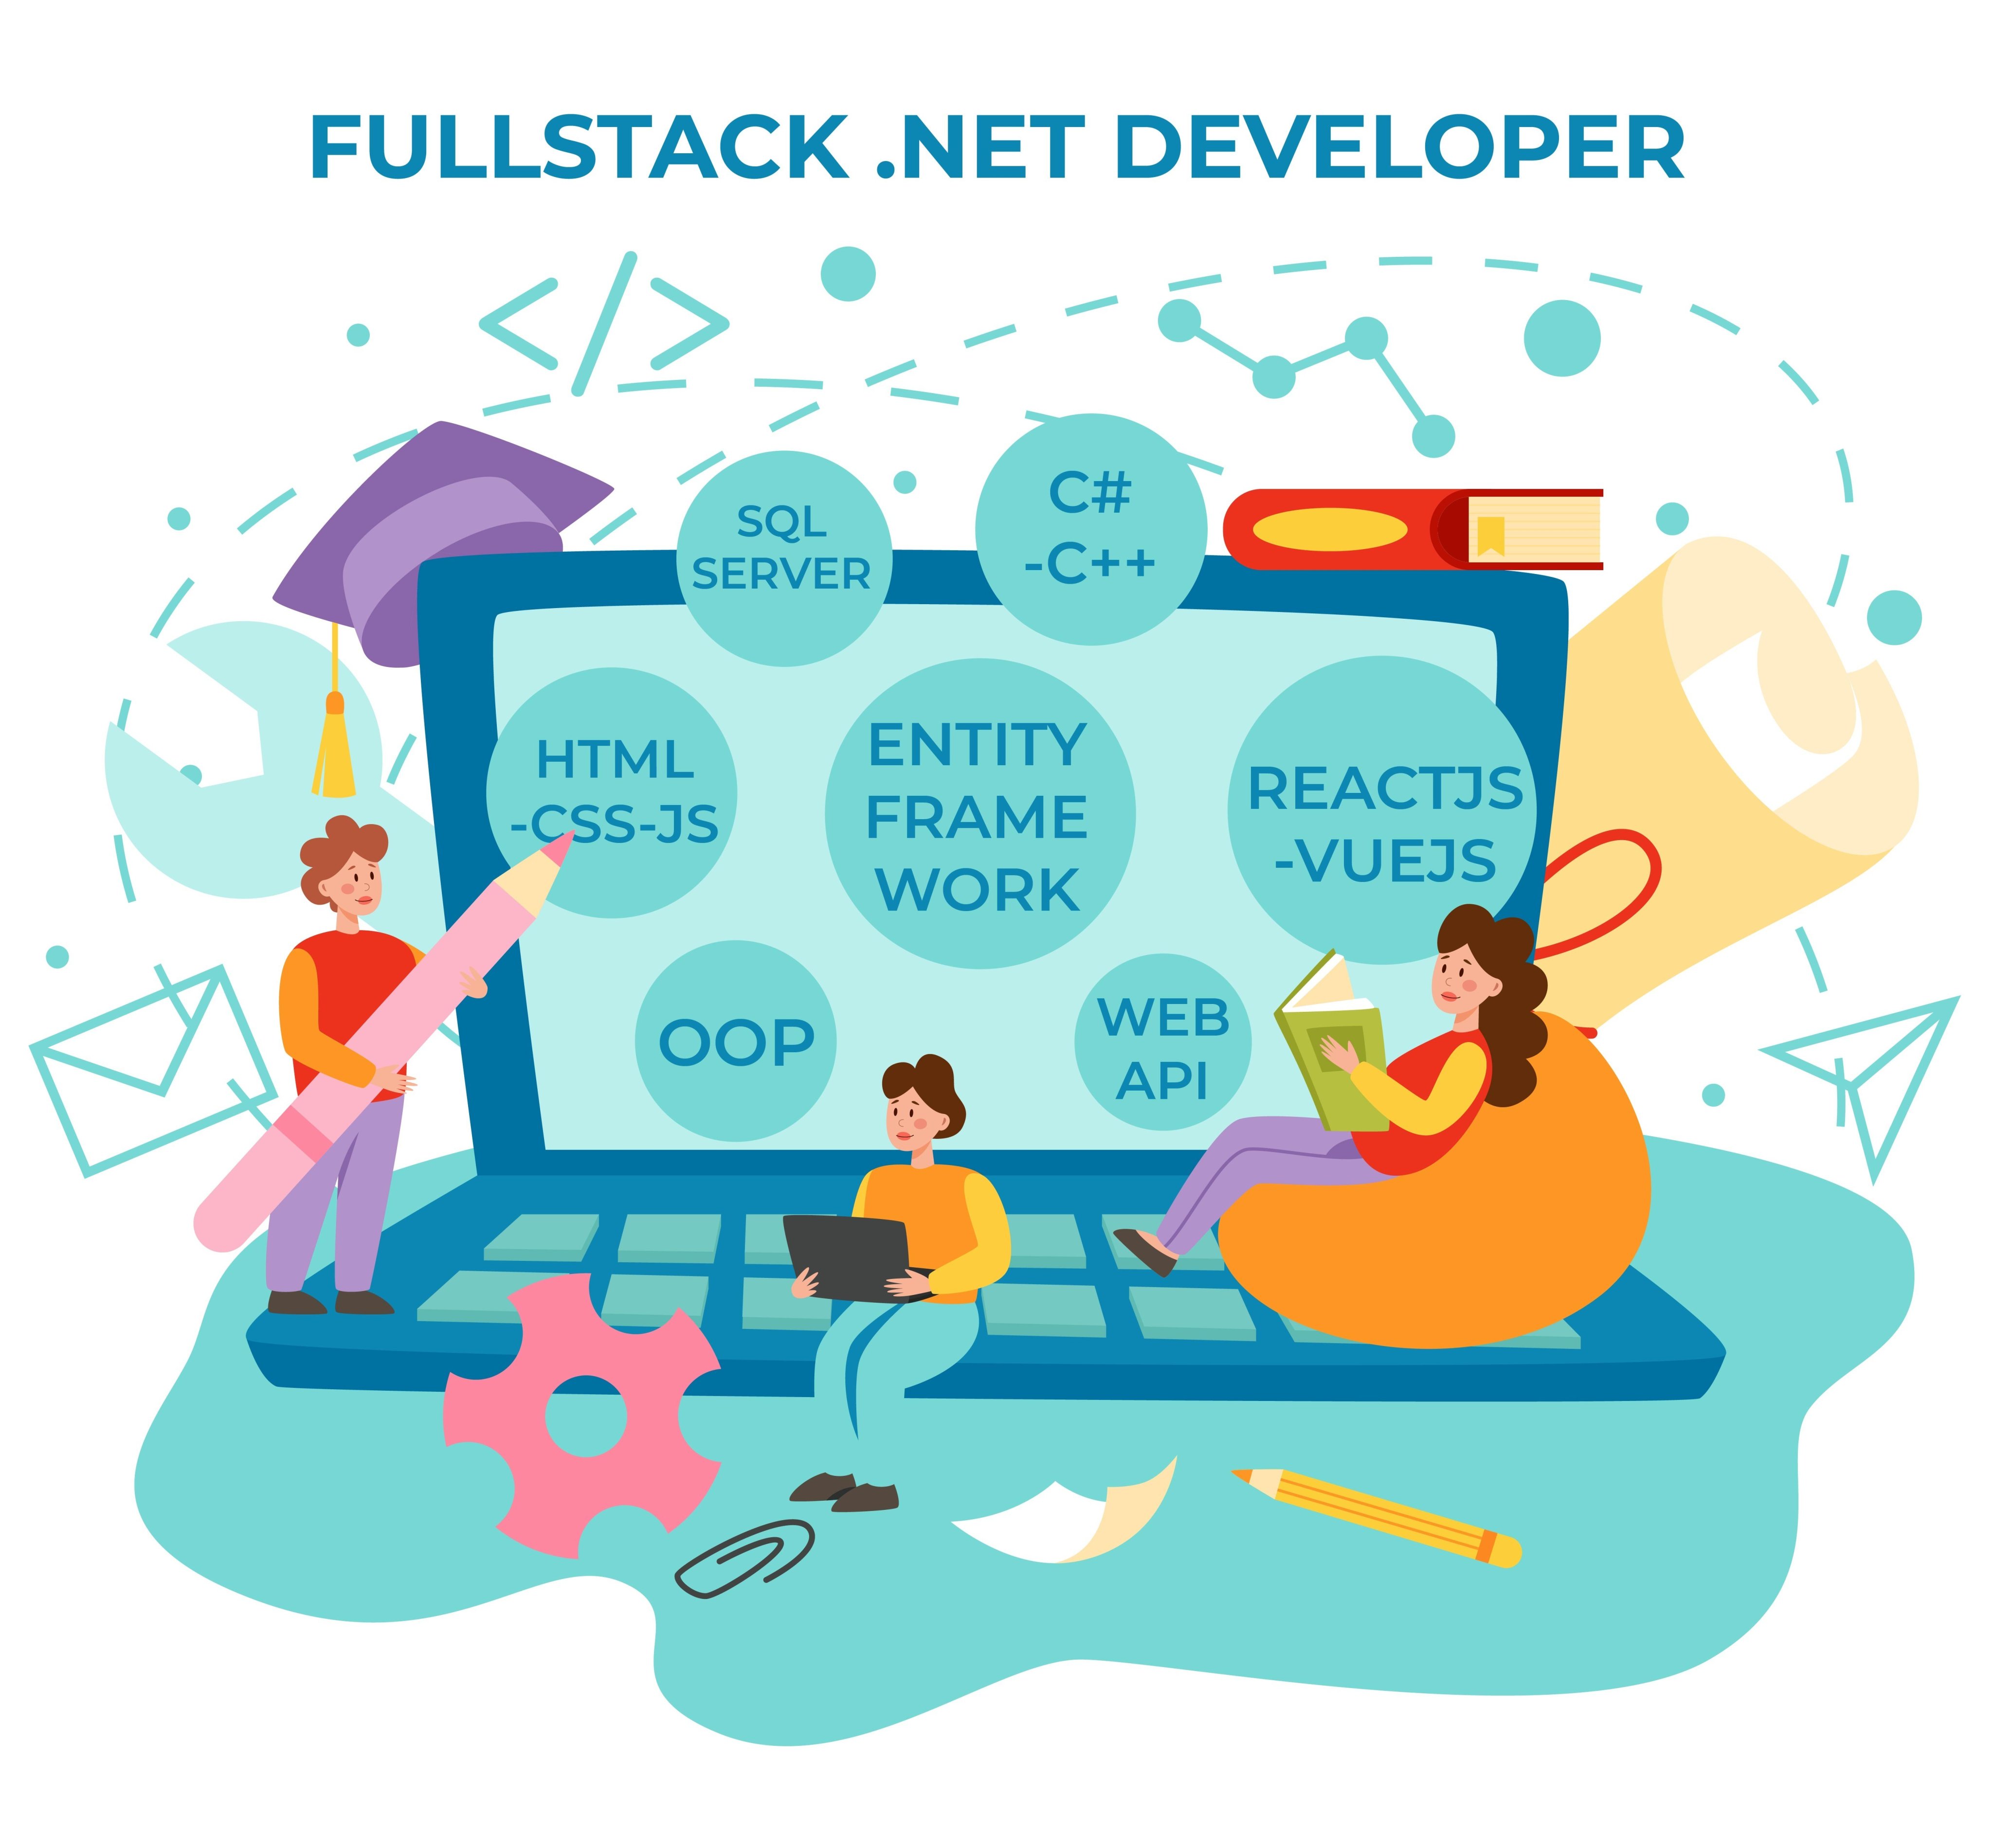 FULLSTACK .NET DEVELOPER
SQL
SERVER
C#
-C++
HTML
-CSS-JS
ENTITY
FRAME
WORK
REACTJS
-VUEJS
OOP
WEB
API